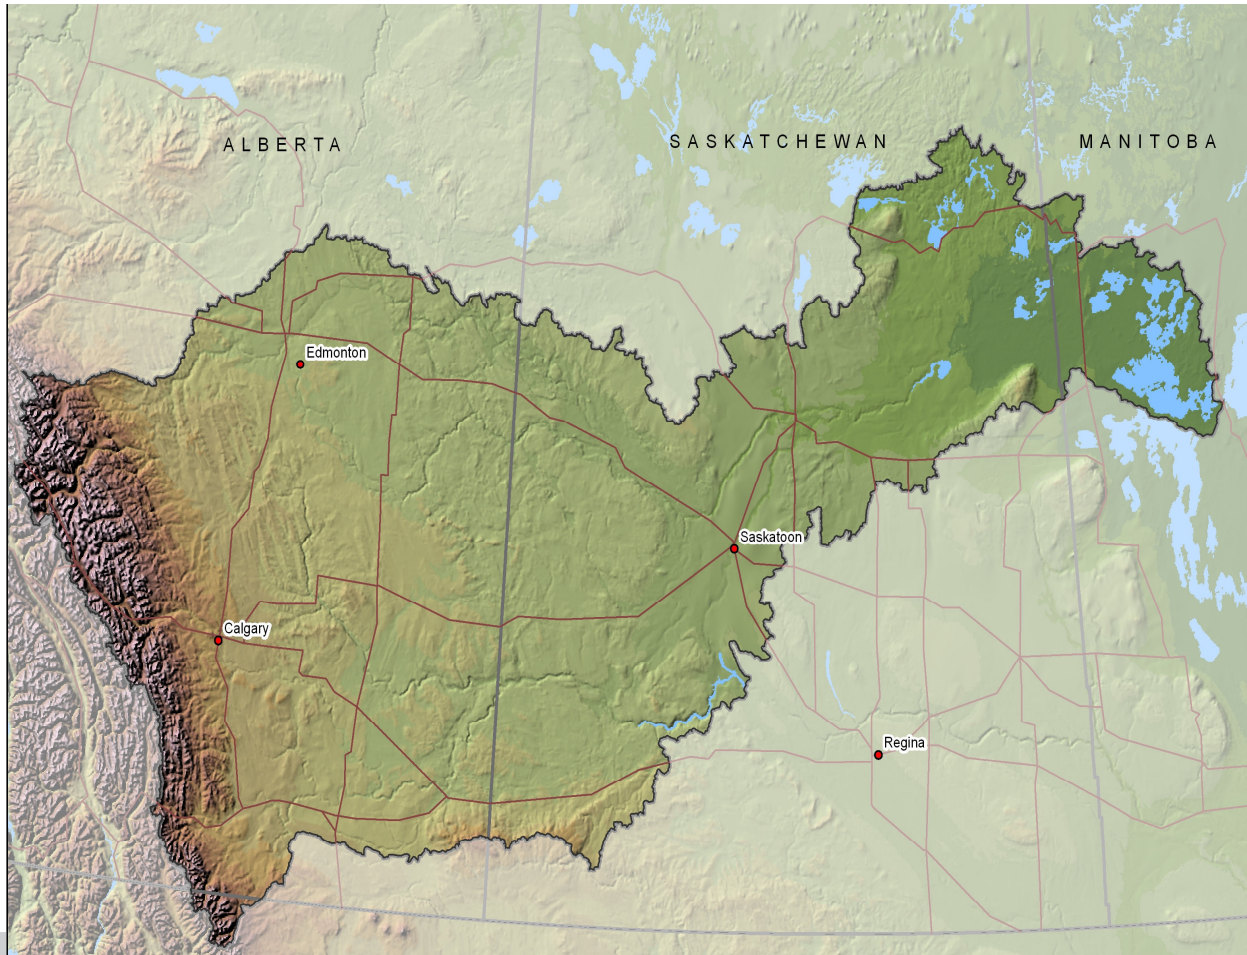 ALBERTA
SASKATCHEWAN
MANITOBA
Edmonton
Saskatoon
Calgary
Regina